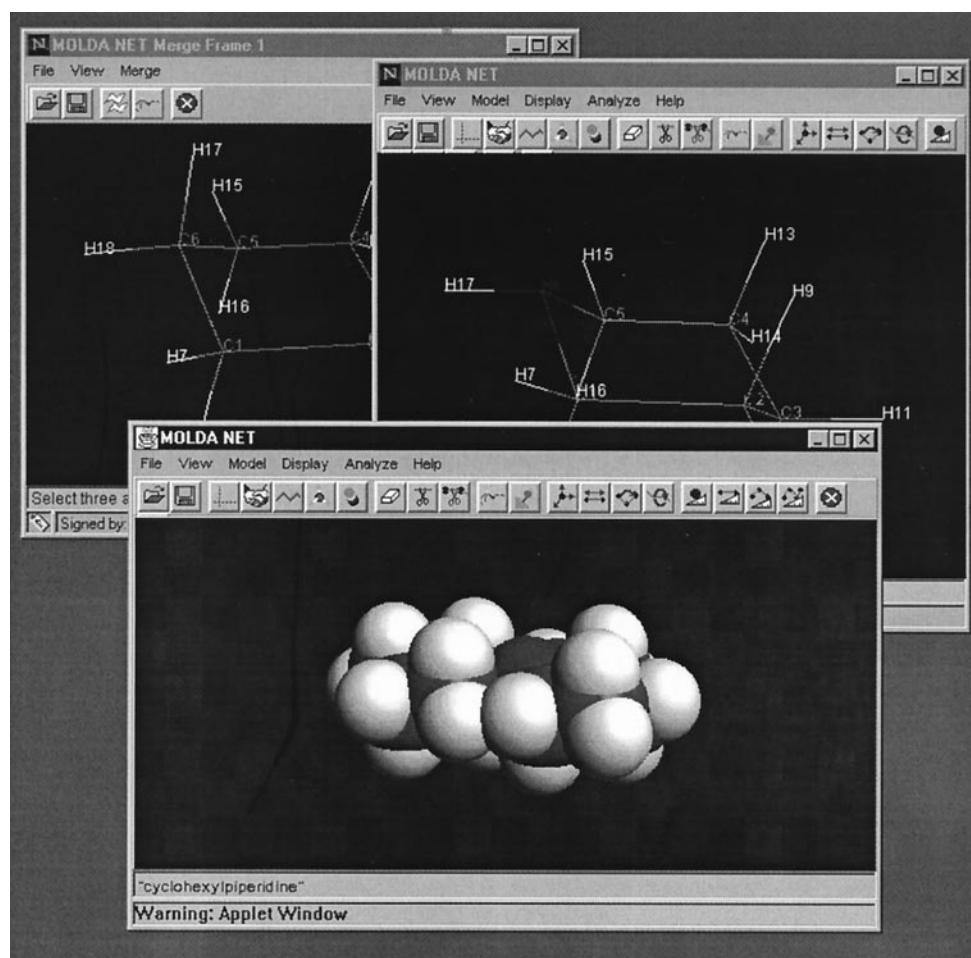 MOLDA NET Merge Frame 1
File View Merge
H17
H15
H18
C6
C5
H16
H7
C1
Select three a
Signed by:
MOLDA NET
File View Model Display Analyze Help
H13
H15
H17
H9
C5
C4
H14
H7
H16
C3
H11
MOLDA NET
File View Model Display Analyze Help
"cyclohexylpiperidine"
Warning: Applet Window